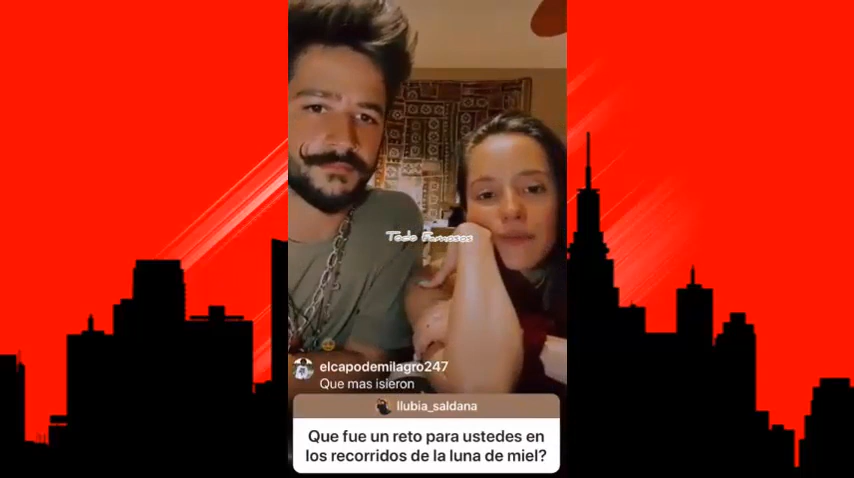 Todo Famosos
elcapodemilagro247
Que mas isieron
llubia_saldana
Que fue un reto para ustedes en
los recorridos de la luna de miel?